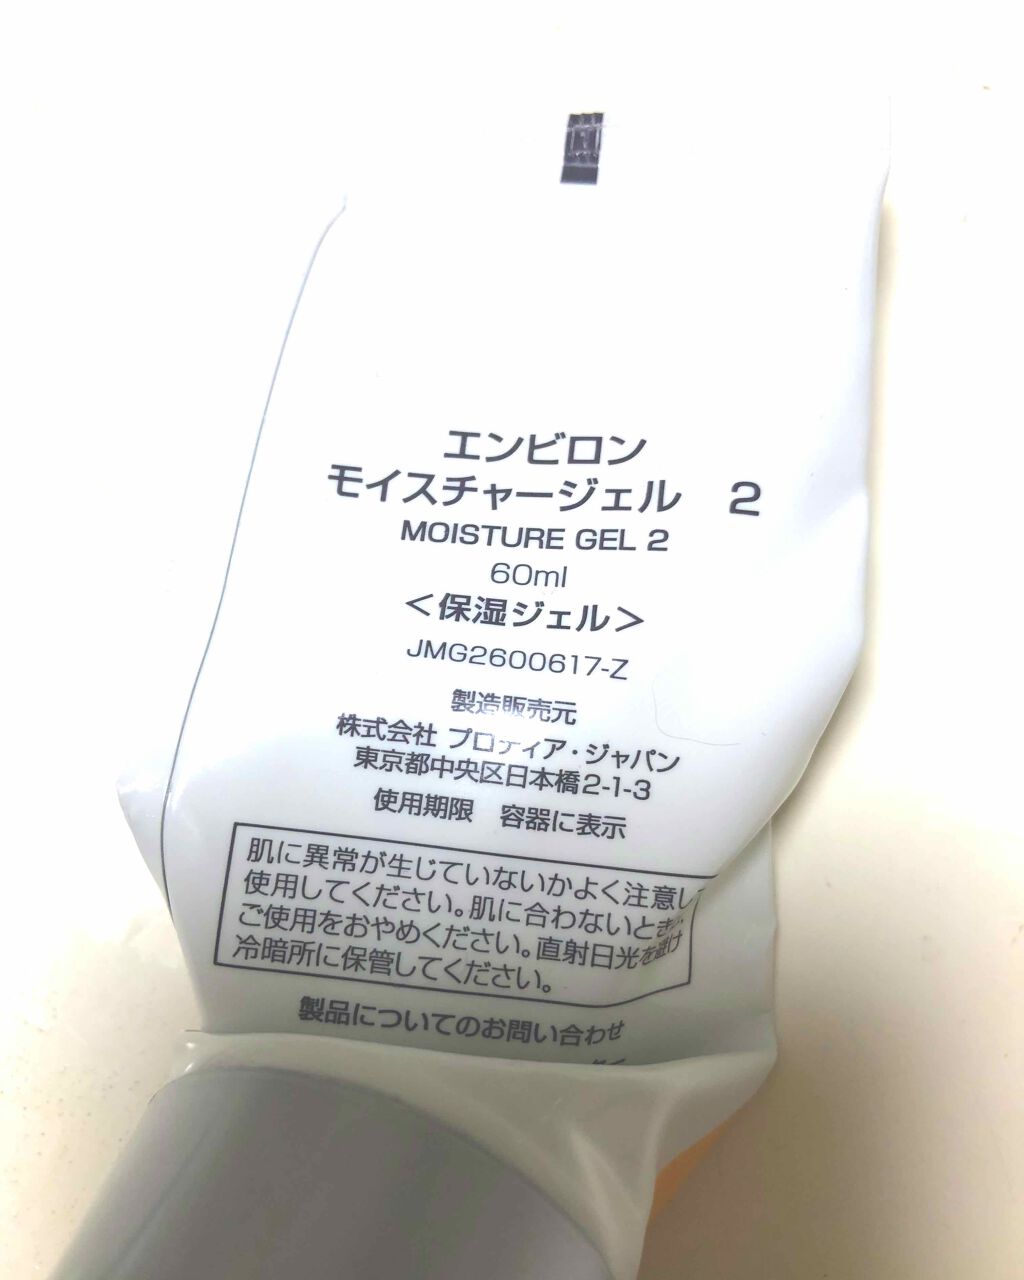 エンビロン
モイスチャージェル 2
MOISTURE GEL 2
60ml
＜保湿ジェル＞
JMG2600617-Z
製造販売元
株式会社 プロティア・ジャパン
東京都中央区日本橋2-1-3
使用期限 容器に表示
肌に異常が生じていないかよく注意して
使用してください。肌に合わないときは、
ご使用をおやめください。直射日光を避け
冷暗所に保管してください。
製品についてのお問い合わせ